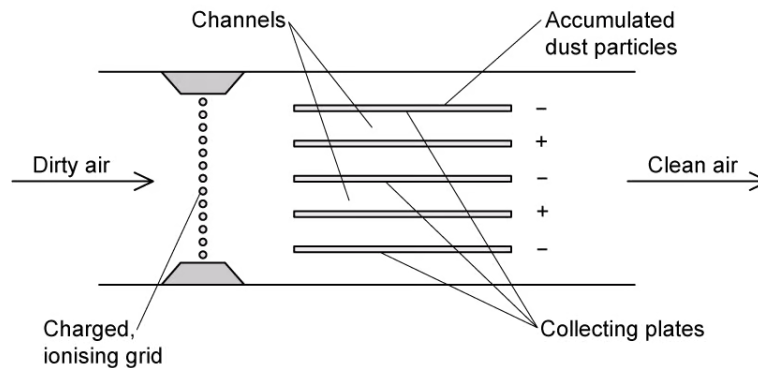 Channels
Accumulated
dust particles
Dirty air
−
+
−
+
−
Clean air
Charged,
ionising grid
Collecting plates